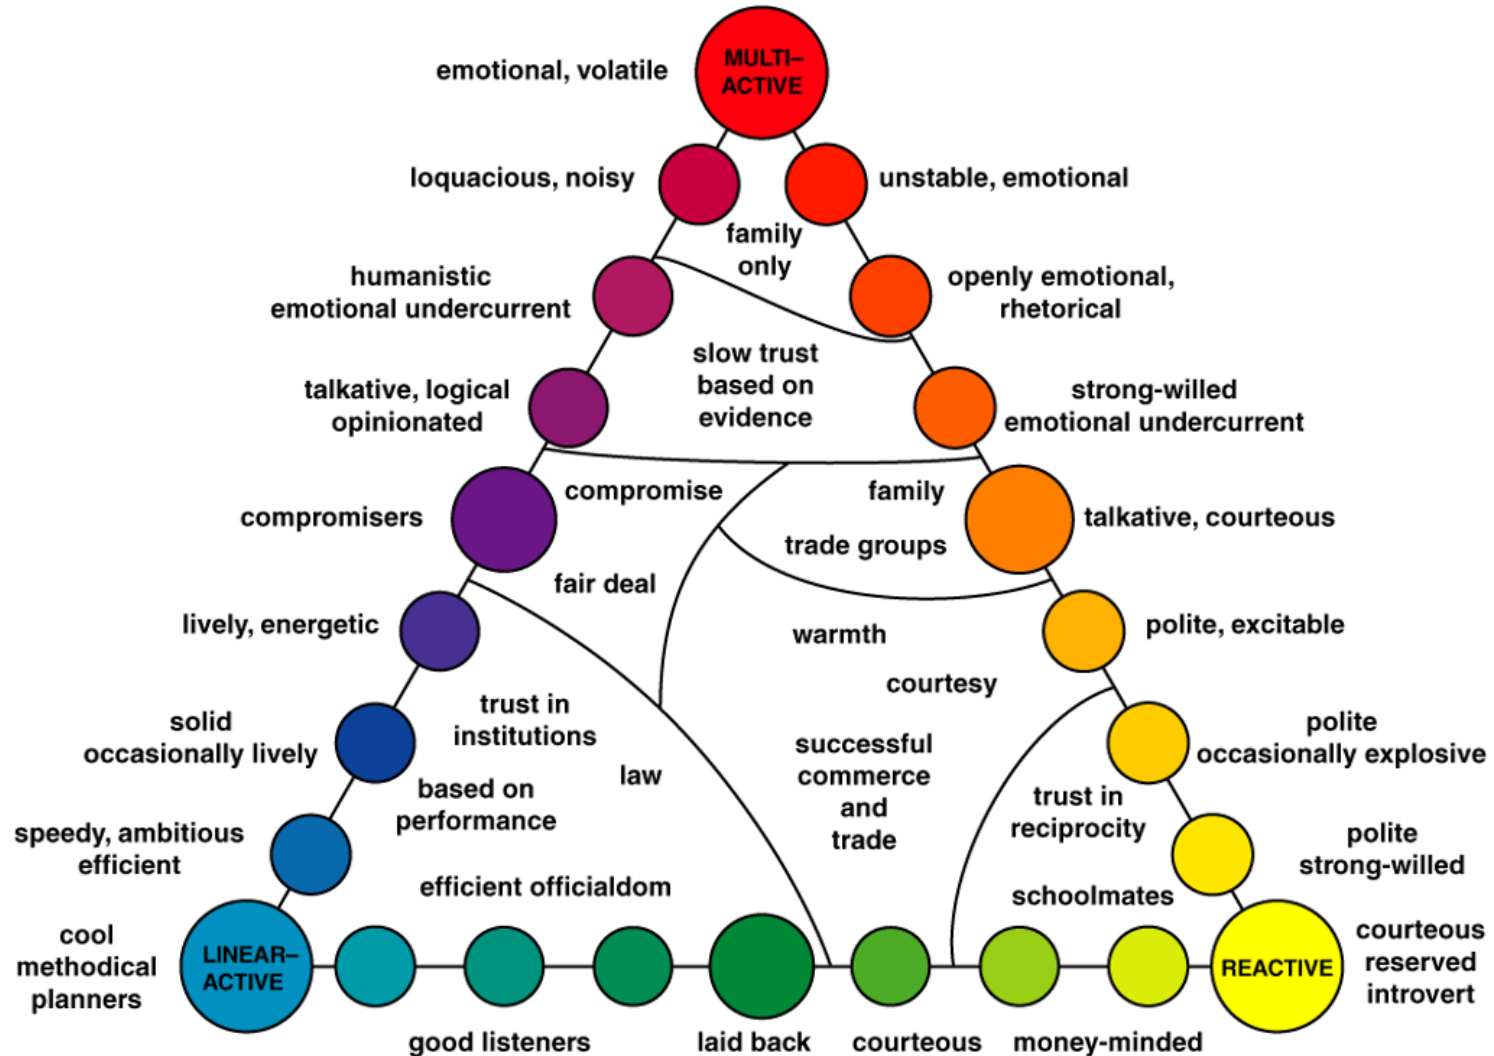 MULTI–
ACTIVE
emotional, volatile
loquacious, noisy
unstable, emotional
family
only
humanistic
emotional undercurrent
openly emotional,
rhetorical
slow trust
based on
evidence
talkative, logical
opinionated
strong-willed
emotional undercurrent
compromise
family
compromisers
talkative, courteous
trade groups
fair deal
lively, energetic
warmth
polite, excitable
courtesy
trust in
institutions
solid
occasionally lively
law
successful
commerce
and
trade
polite
occasionally explosive
based on
performance
trust in
reciprocity
speedy, ambitious
efficient
polite
strong-willed
efficient officialdom
schoolmates
cool
methodical
planners
LINEAR–
ACTIVE
REACTIVE
courteous
reserved
introvert
good listeners
laid back
courteous
money-minded